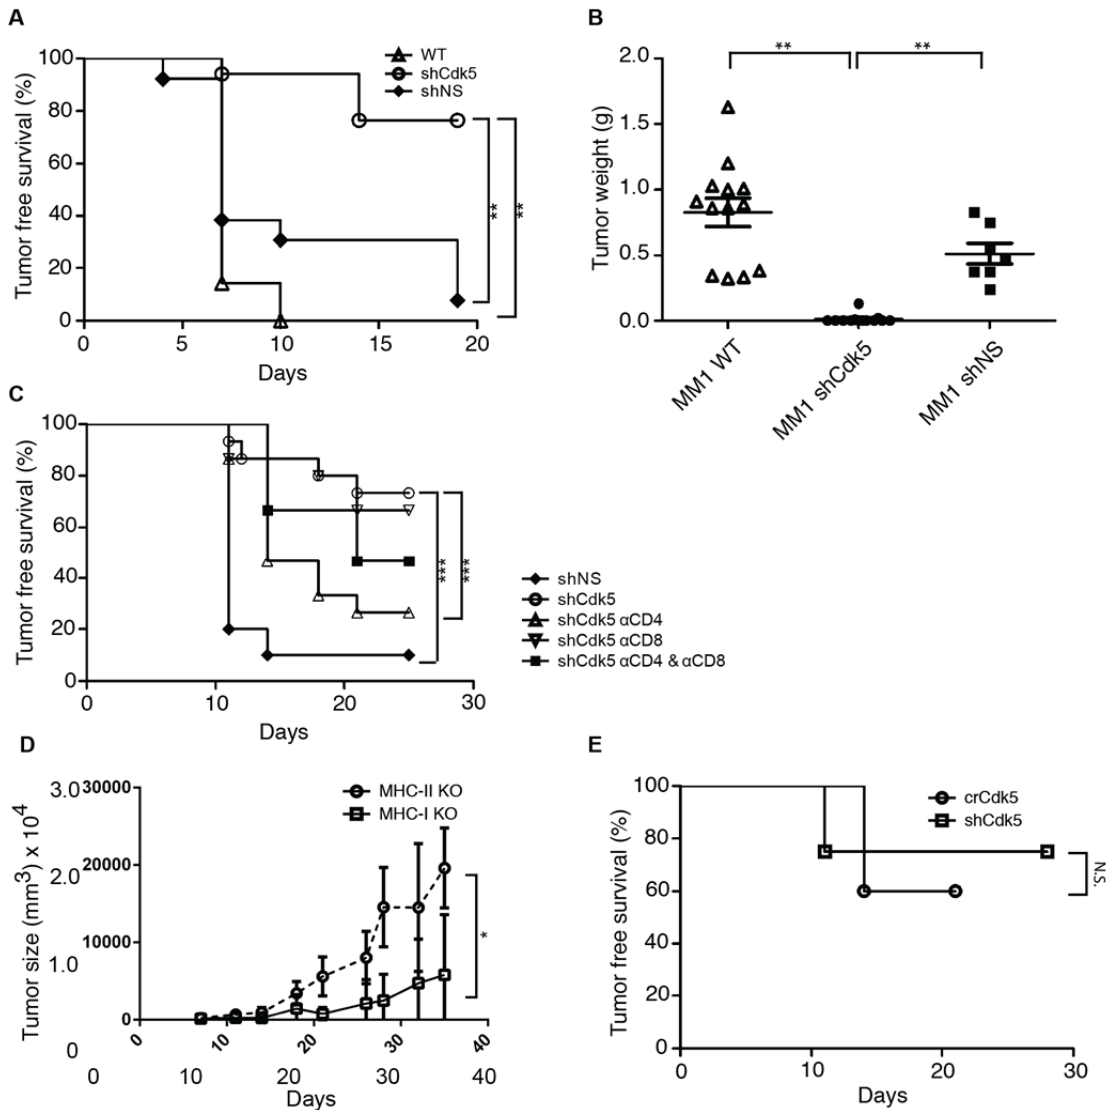 A
Tumor free survival (%)
100
80
60
40
20
0
0 5 10 15 20
Days
WT
shCdk5
shNS
**
**
B
Tumor weight (g)
2.0
1.5
1.0
0.5
0.0
**
**
MM1 WT
MM1 shCdk5
MM1 shNS
C
Tumor free survival (%)
100
80
60
40
20
0
0 10 20 30
Days
***
***
shNS
shCdk5
shCdk5 αCD4
shCdk5 αCD8
shCdk5 αCD4 & αCD8
D
Tumor size (mm3) x 104
3.0
2.0
1.0
0
30000
20000
10000
0
0 10 20 30 40
0 10 20 30 40
Days
MHC-II KO
MHC-I KO
*
E
Tumor free survival (%)
100
80
60
40
20
0
0 10 20 30
Days
crCdk5
shCdk5
N.S.